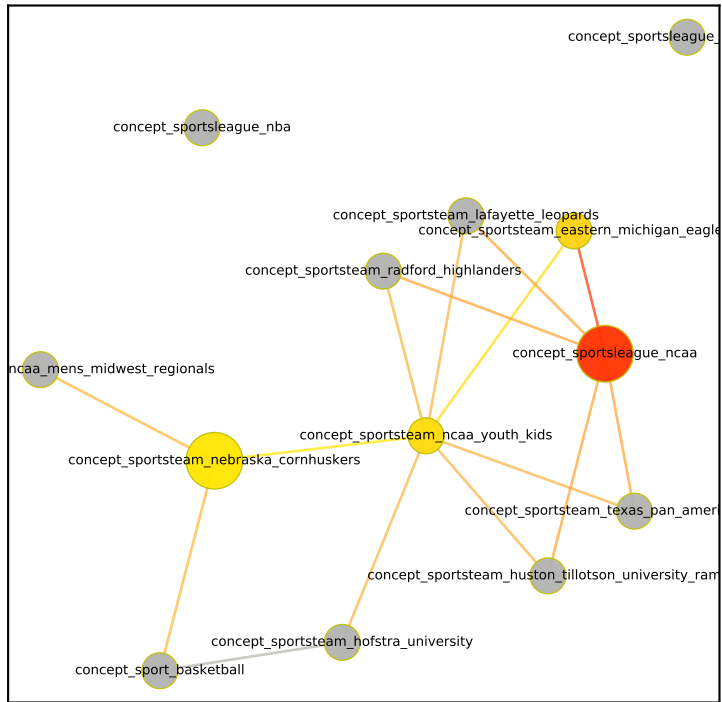 concept_sportsleague_
concept_sportsleague_nba
concept_sportsteam_lafayette_leopards
concept_sportsteam_eastern_michigan_eagle
concept_sportsteam_radford_highlanders
concept_sportsleague_ncaa
ncaa_mens_midwest_regionals
concept_sportsteam_ncaa_youth_kids
concept_sportsteam_nebraska_cornhuskers
concept_sportsteam_texas_pan_ameri
concept_sportsteam_huston_tillotson_university_ram
concept_sportsteam_hofstra_university
concept_sport_basketball